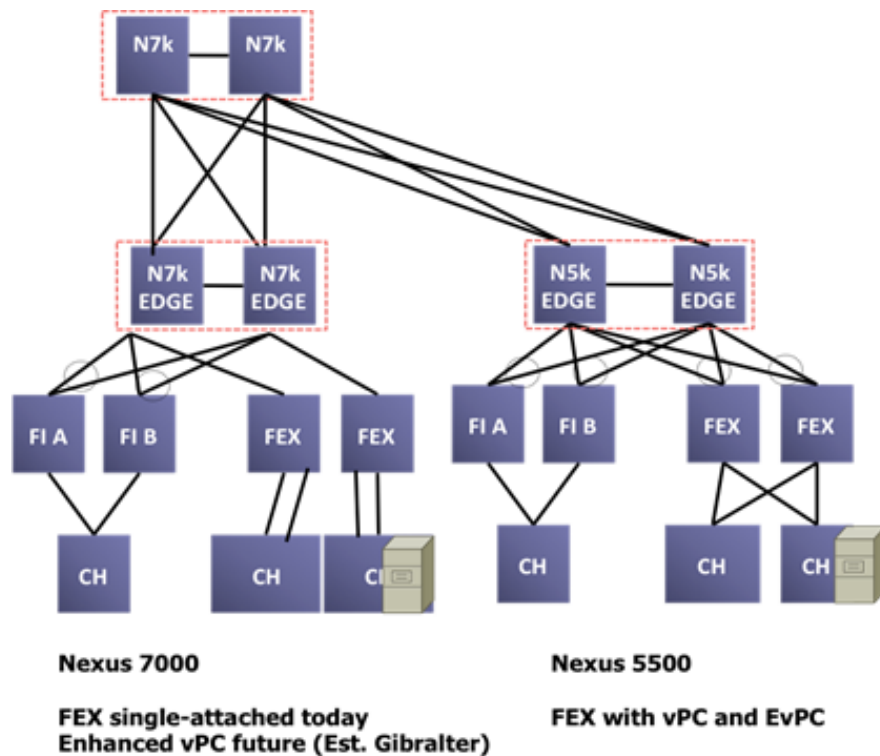 N7k N7k
N7k EDGE N7k EDGE N5k EDGE N5k EDGE
FI A FI B FEX FEX FI A FI B FEX FEX
CH CH CH CH CH
Nexus 7000
Nexus 5500
FEX single-attached today
Enhanced vPC future (Est. Gibralter)
FEX with vPC and EvPC